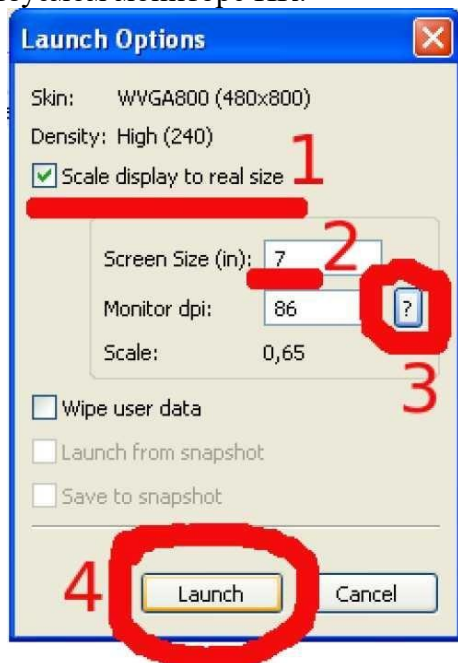 Launch Options
Skin: WVGA800 (480x800)
Density: High (240)
Scale display to real size 1
Screen Size (in): 7 2
Monitor dpi: 86 ?
Scale: 0,65 3
Wipe user data
Launch from snapshot
Save to snapshot
4 Launch Cancel